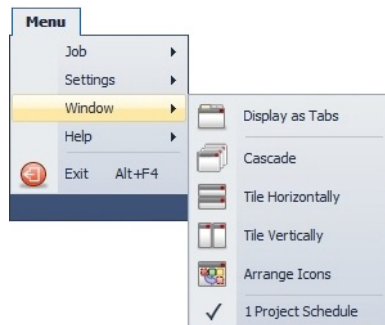 Menu
Job
Settings
Window
Help
Exit Alt+F4
Display as Tabs
Cascade
Tile Horizontally
Tile Vertically
Arrange Icons
1 Project Schedule